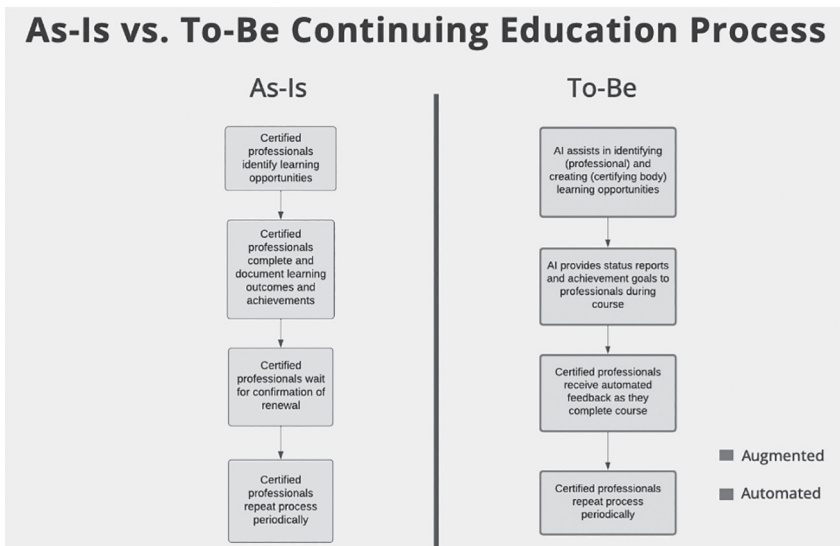 As-Is vs. To-Be Continuing Education Process
As-Is
Certified
professionals
identify learning
opportunities
Certified
professionals
complete and
document learning
outcomes and
achievements
Certified
professionals wait
for confirmation of
renewal
Certified
professionals
repeat process
periodically
To-Be
AI assists in identifying
(professional) and
creating (certifying body)
learning opportunities
AI provides status reports
and achievement goals to
professionals during
course
Certified professionals
receive automated
feedback as they
complete course
Certified professionals
repeat process
periodically
Augmented
Automated